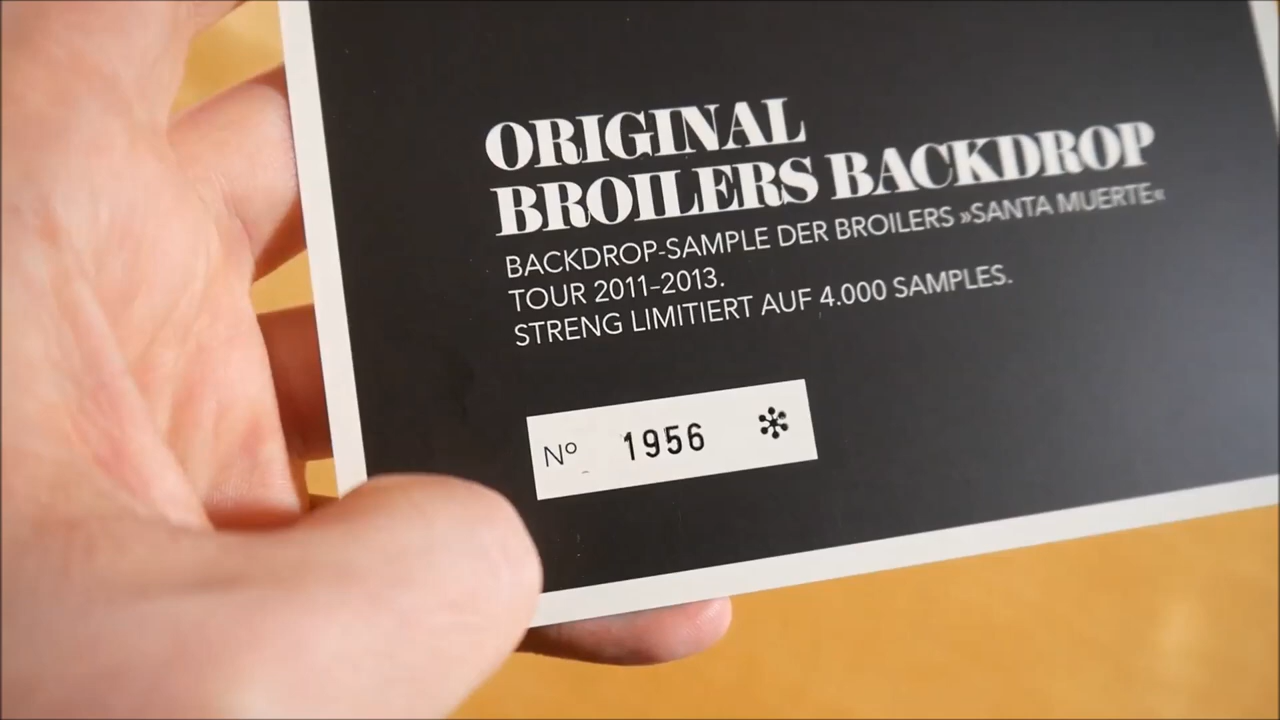 ORIGINAL
BROILERS BACKDROP
BACKDROP-SAMPLE DER BROILERS »SANTA MUERTE«
TOUR 2011–2013.
STRENG LIMITIERT AUF 4.000 SAMPLES.
Nº 1956 *